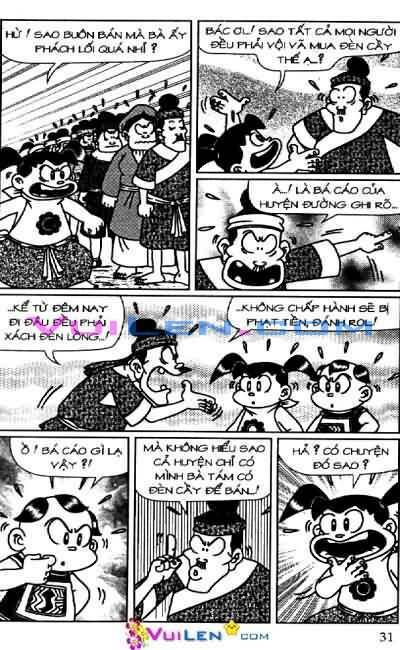 HỪ ! SAO BUÔN BÁN MÀ BÀ ẤY
PHÁCH LỐI QUÁ NHỈ ?
BÁC ƠI..! SAO TẤT CẢ MỌI NGƯỜI
ĐỀU PHẢI VỘI VÃ MUA ĐÈN CẦY
THẾ Ạ...?
À...! LÀ BÁ CÁO CỦA
HUYỆN ĐƯỜNG GHI RÕ...
...KỂ TỪ ĐÊM NAY
ĐI ĐÂU ĐỀU PHẢI
XÁCH ĐÈN LỒNG...!
...KHÔNG CHẤP HÀNH SẼ BỊ
PHẠT TIỀN, ĐÁNH ROI...
VUILEN.COM
Ồ ! BÁ CÁO GÌ LẠ
VẬY ?!
MÀ KHÔNG HIỂU SAO
CẢ HUYỆN CHỈ CÓ
MÌNH BÀ TÁM CÓ
ĐÈN CẦY ĐỂ BÁN...!
HẢ ? CÓ CHUYỆN
ĐÓ SAO ?
31
VUILEN.COM